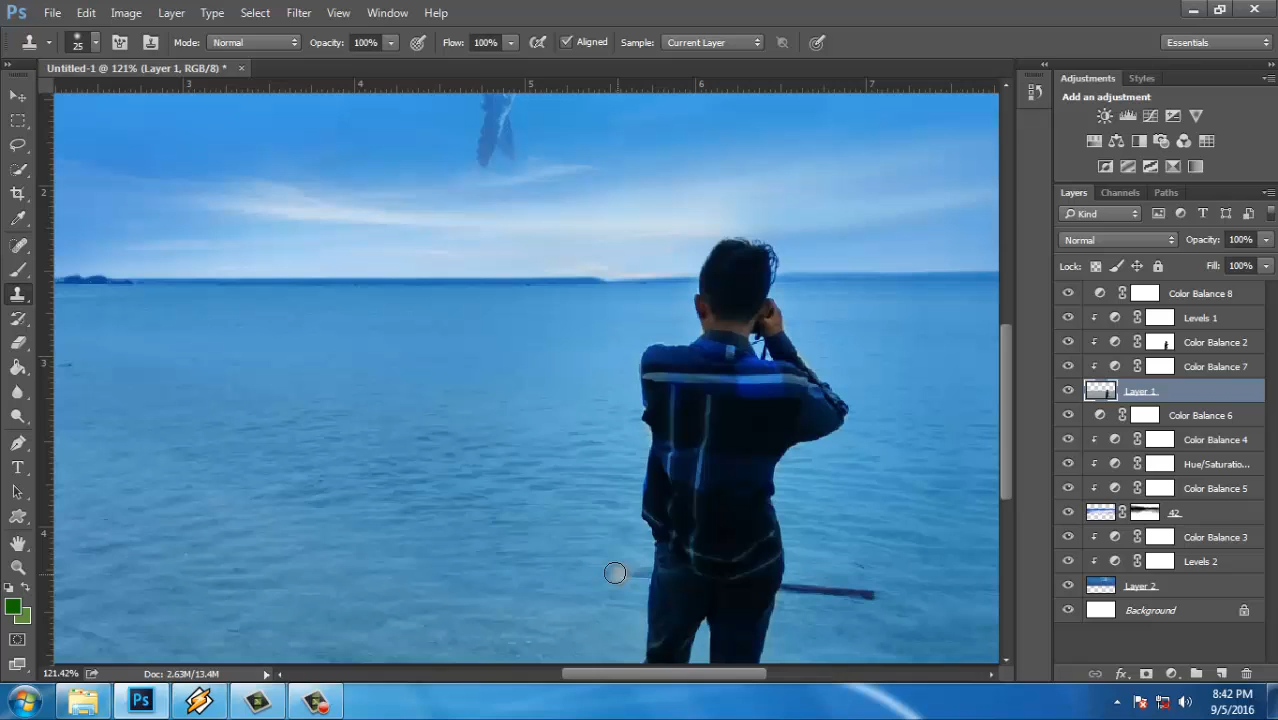 Ps File Edit Image Layer Type Select Filter View Window Help
25 Mode: Normal Opacity: 100% Flow: 100% Aligned Sample: Current Layer Essentials
Untitled-1 @ 121% (Layer 1, RGB/8) *
3 4 5 6 7
2
3
4
Adjustments Styles
Add an adjustment
Layers Channels Paths
Kind
Normal Opacity: 100%
Lock: Fill: 100%
Color Balance 8
Levels 1
Color Balance 2
Color Balance 7
Layer 1
Color Balance 6
Color Balance 4
Hue/Saturatio...
Color Balance 5
42
Color Balance 3
Levels 2
Layer 2
Background
121.42% Doc: 2.63M/13.4M
Ps
8:42 PM
9/5/2016